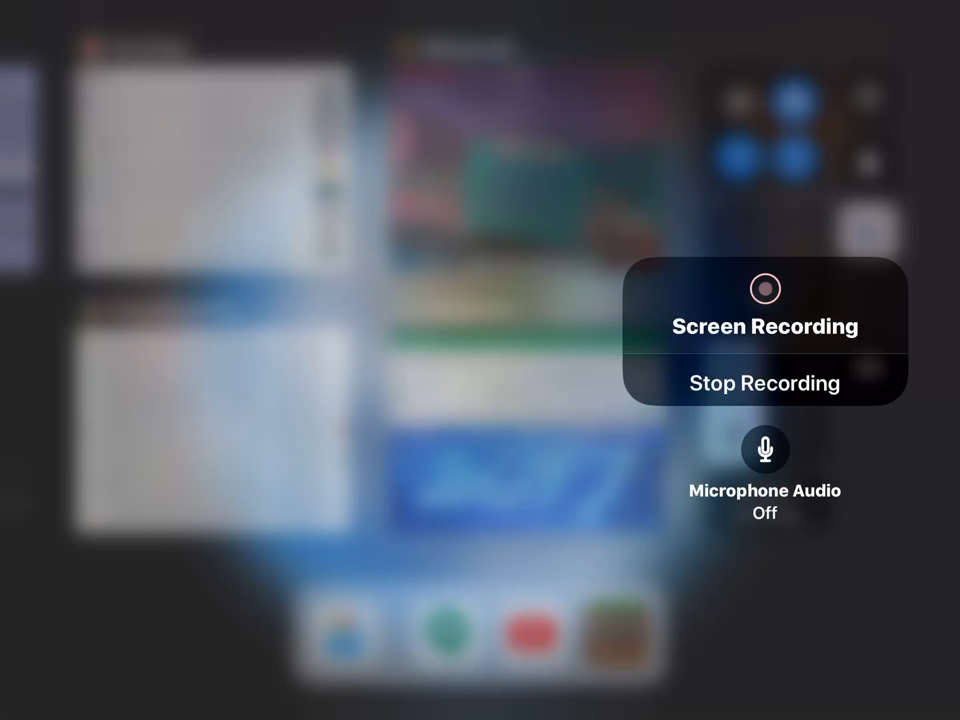 Screen Recording
Stop Recording
Microphone Audio
Off